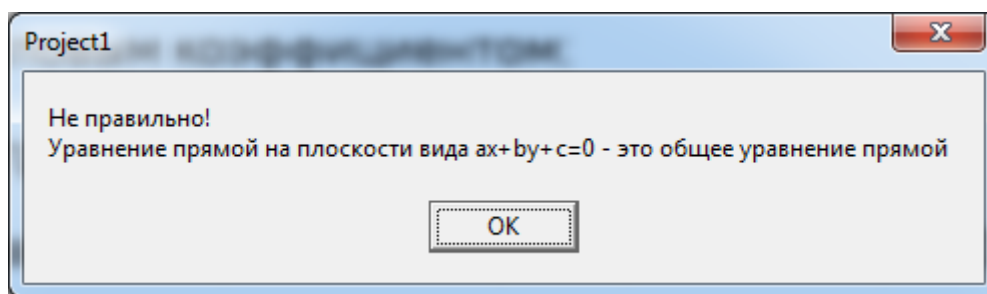 Project1
Не правильно!
Уравнение прямой на плоскости вида ax+by+c=0 - это общее уравнение прямой
OK